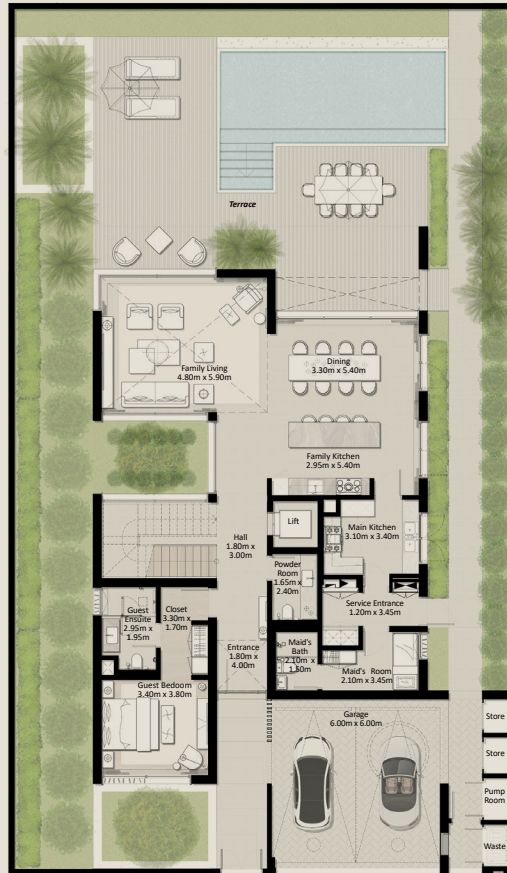 Terrace
Family Living
4.80m x 5.90m
Dining
3.30m x 5.40m
Family Kitchen
2.95m x 5.40m
Lift
Main Kitchen
3.10m x 3.40m
Hall
1.80m x
3.00m
Powder
Room
1.65m x
2.40m
Service Entrance
1.20m x 3.45m
Guest
Ensuite
2.95m x
1.95m
Closet
3.30m x
1.70m
Entrance
1.80m x
4.00m
Maid's
Bath
2.10m x
1.50m
Maid's Room
2.10m x 3.45m
Guest Bedoom
3.40m x 3.80m
Garage
6.00m x 6.00m
Store
Store
Pump
Room
Waste